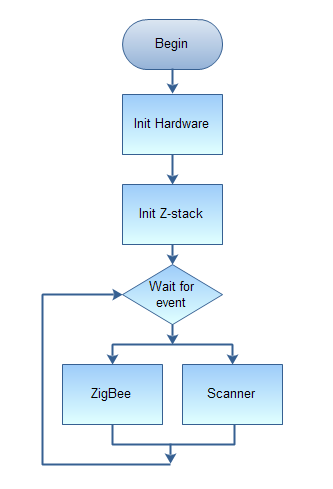 Begin
Init Hardware
Init Z-stack
Wait for
event
ZigBee
Scanner